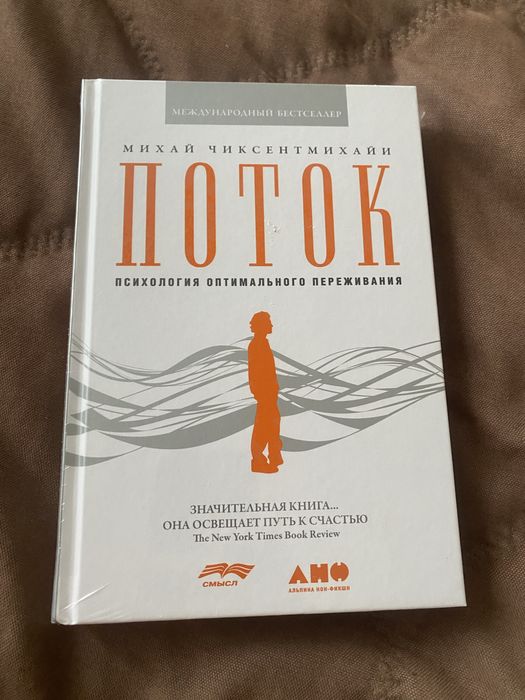 МЕЖДУНАРОДНЫЙ БЕСТСЕЛЛЕР
МИХАЙ ЧИКСЕНТМИХАЙИ
ПОТОК
ПСИХОЛОГИЯ ОПТИМАЛЬНОГО ПЕРЕЖИВАНИЯ
ЗНАЧИТЕЛЬНАЯ КНИГА...
ОНА ОСВЕЩАЕТ ПУТЬ К СЧАСТЬЮ
The New York Times Book Review
СМЫСЛ
АНФ
АЛЬПИНА НОН-ФИКШН